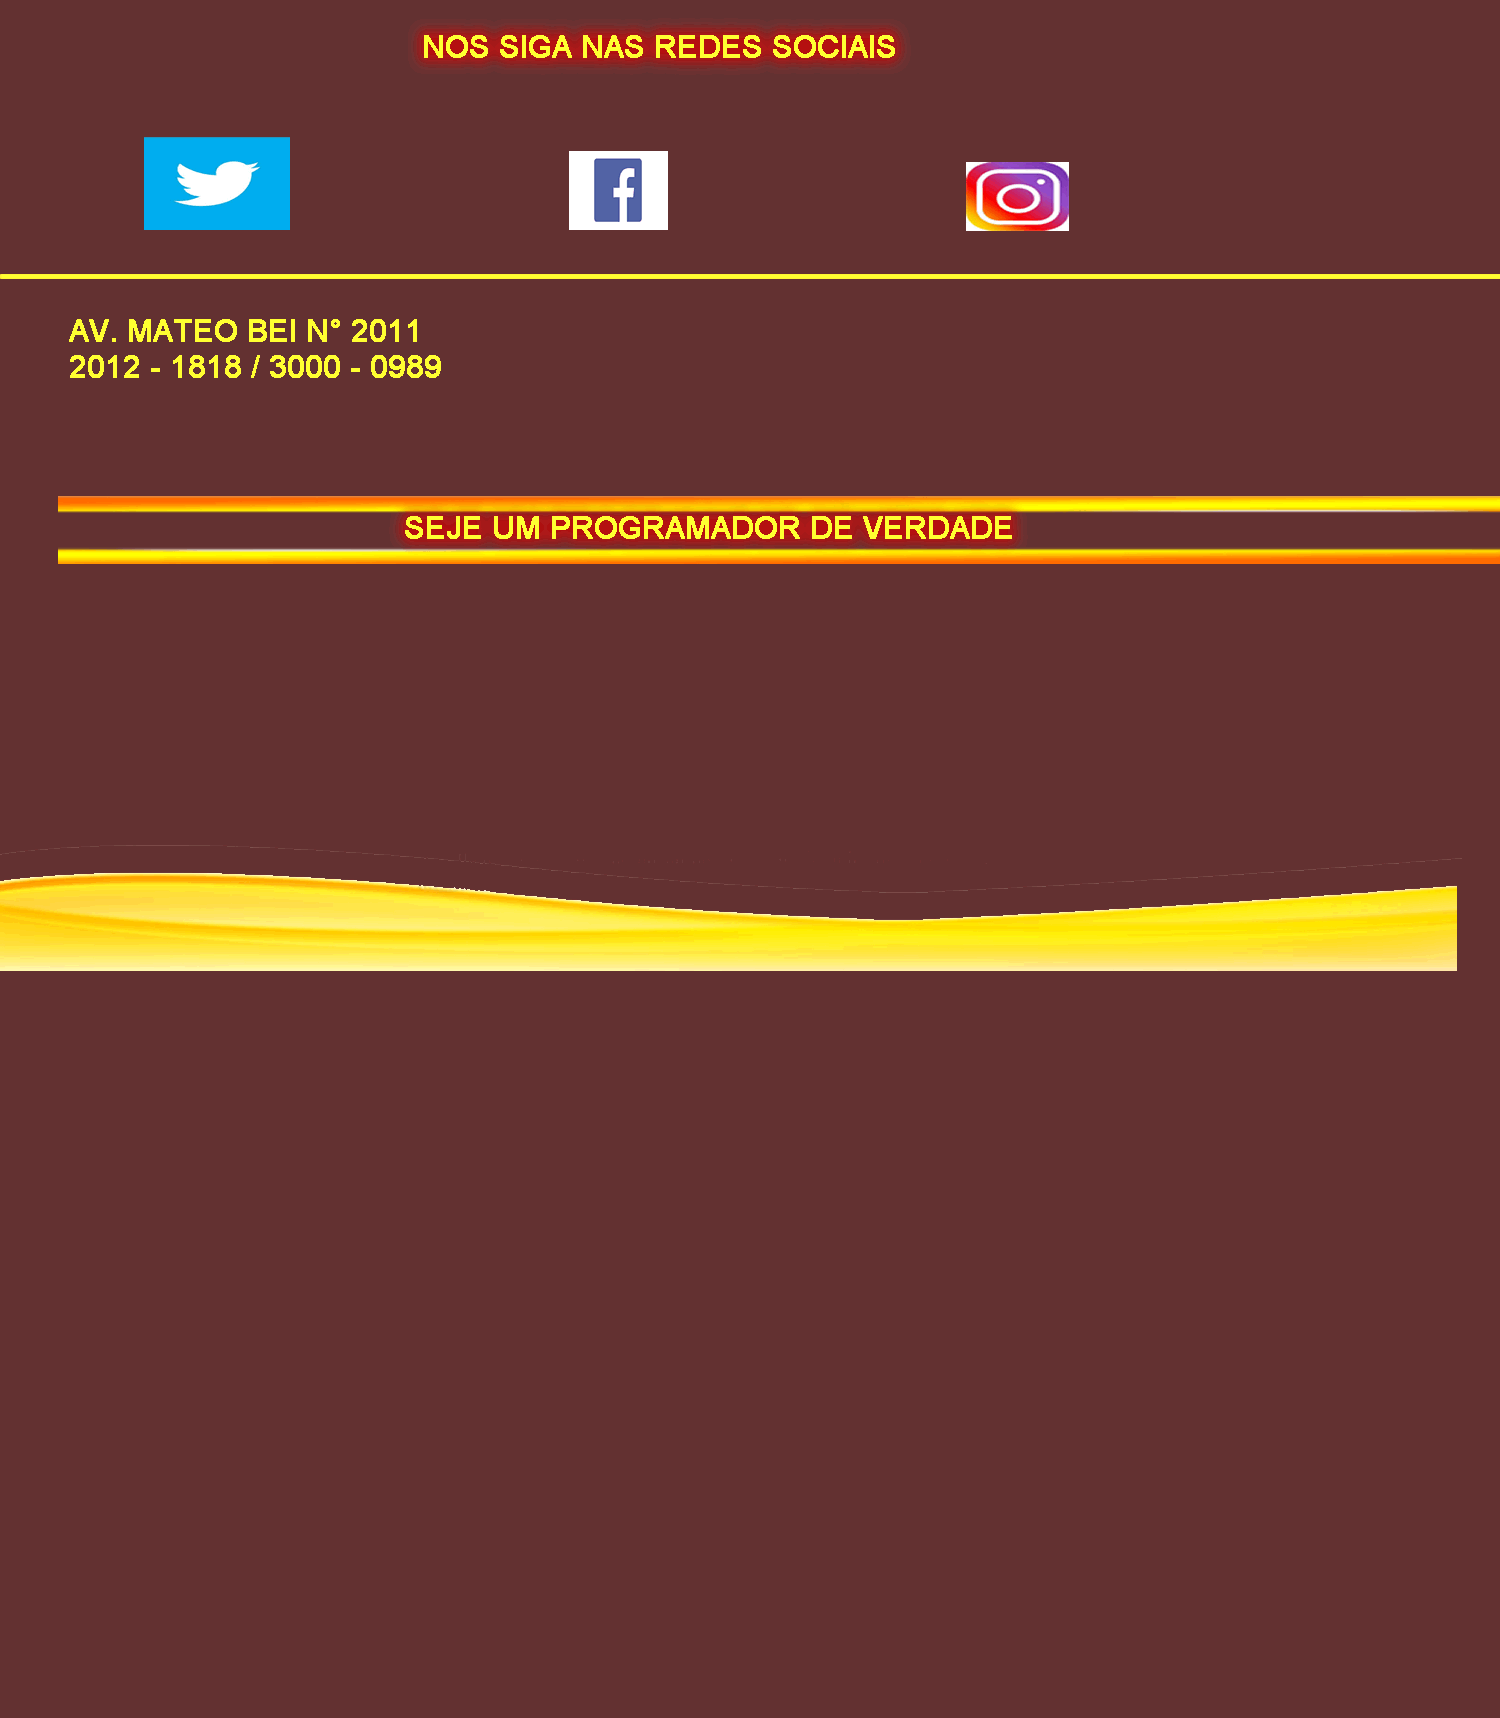 NOS SIGA NAS REDES SOCIAIS
AV. MATEO BEI N° 2011
2012 - 1818 / 3000 - 0989
SEJE UM PROGRAMADOR DE VERDADE